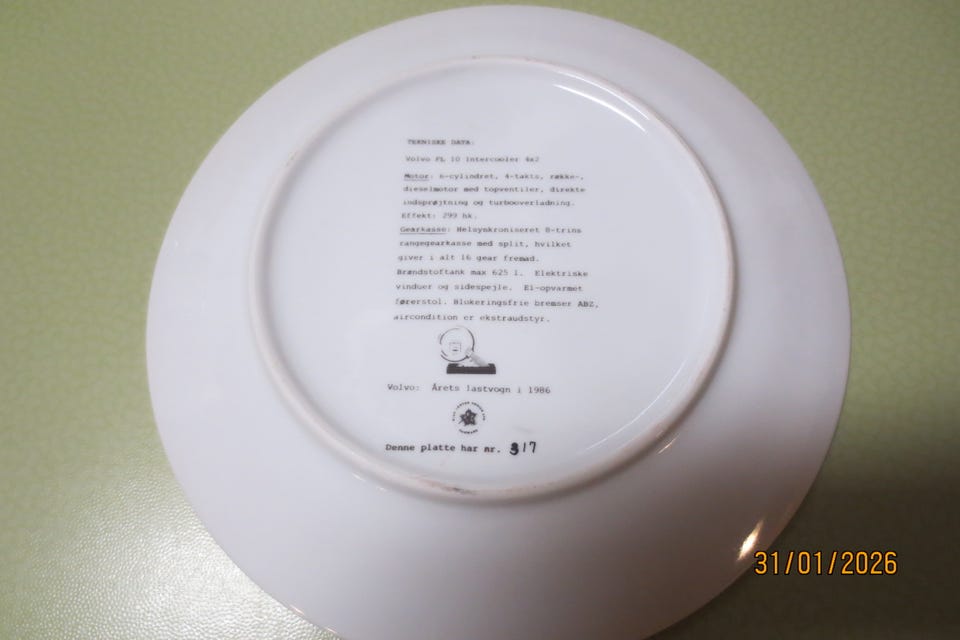 TEKNISKE DATA:
Volvo FL 10 Intercooler 4x2
Motor: 6-cylindret, 4-takts, række-,
dieselmotor med topventiler, direkte
indsprøjtning og turbooverladning.
Effekt: 299 hk.
Gearkasse: Helsynkroniseret 8-trins
rangegearkasse med split, hvilket
giver i alt 16 gear fremad.
Brændstoftank max 625 l. Elektriske
vinduer og sidespejle. El-opvarmet
førerstol. Blokeringsfrie bremser ABZ,
aircondition er ekstraudstyr.
Volvo: Årets lastvogn i 1986
DANMARK
Denne platte har nr. 317
31/01/2026